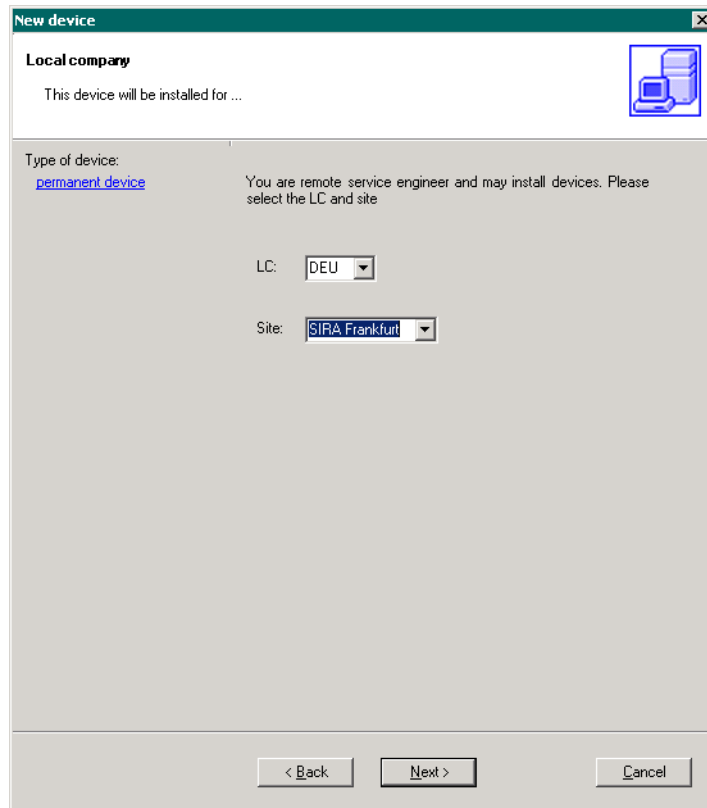 New device
Local company
This device will be installed for ...
Type of device:
permanent device
You are remote service engineer and may install devices. Please
select the LC and site
LC: DEU
Site: SIRA Frankfurt
< Back Next > Cancel